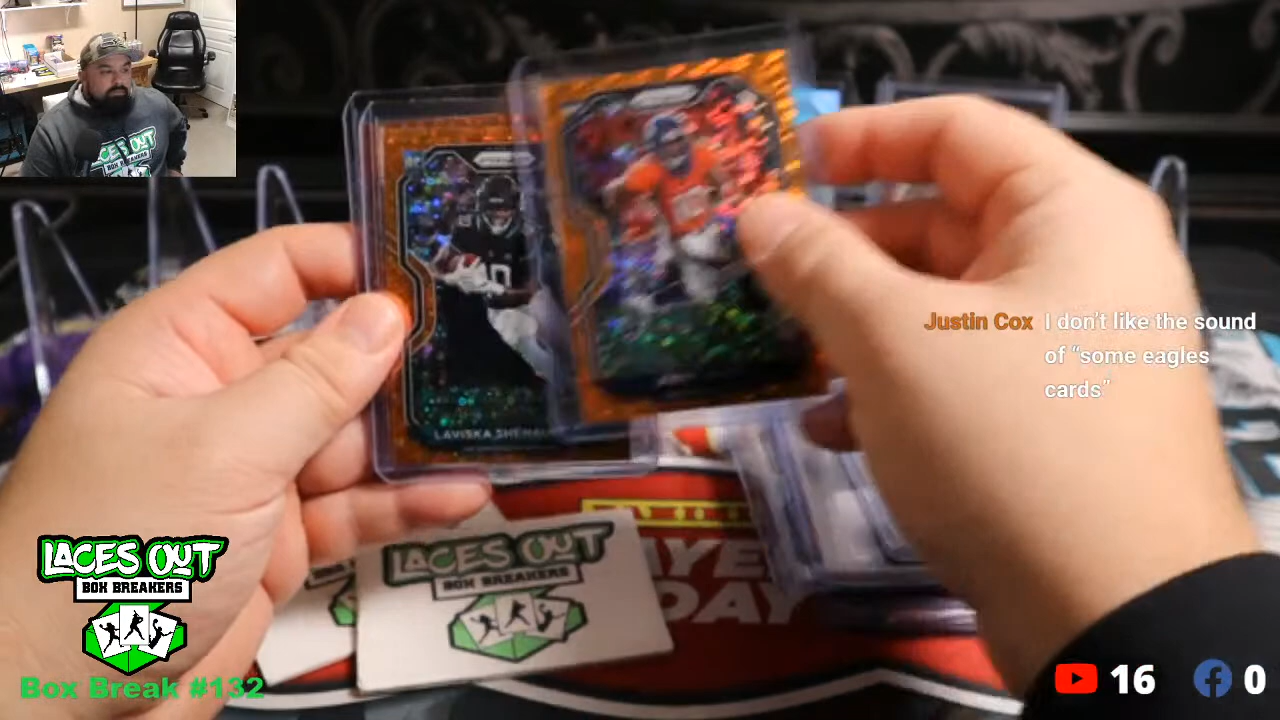 LACES OUT
BOX BREAKERS
Justin Cox I don't like the sound
of “some eagles
cards”
LAVISKA SHEN
LACES OUT
BOX BREAKERS
LACES OUT
BOX BREAKERS
Box Break #132
16
0